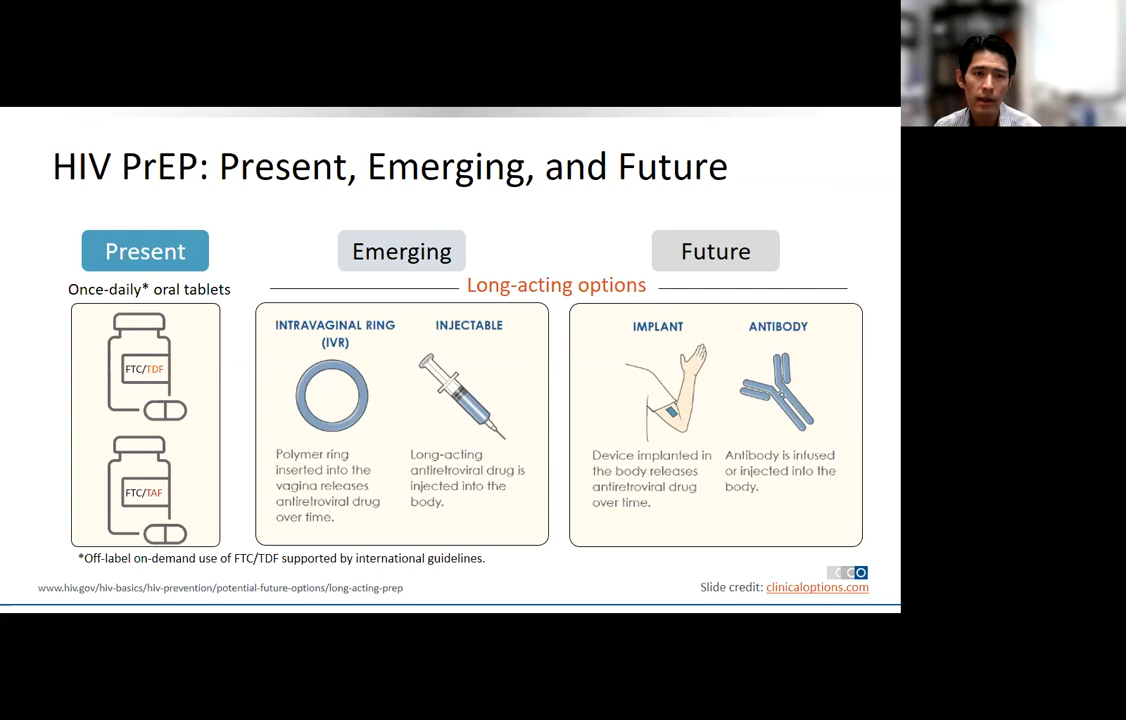 HIV PrEP: Present, Emerging, and Future
Present
Emerging
Future
Once-daily* oral tablets
Long-acting options
FTC/TDF
FTC/TAF
INTRAVAGINAL RING
(IVR)
INJECTABLE
Polymer ring
inserted into the
vagina releases
antiretroviral drug
over time.
Long-acting
antiretroviral drug is
injected into the
body.
IMPLANT
ANTIBODY
Device implanted in
the body releases
antiretroviral drug
over time.
Antibody is infused
or injected into the
body.
*Off-label on-demand use of FTC/TDF supported by international guidelines.
www.hiv.gov/hiv-basics/hiv-prevention/potential-future-options/long-acting-prep
CCO
Slide credit: clinicaloptions.com